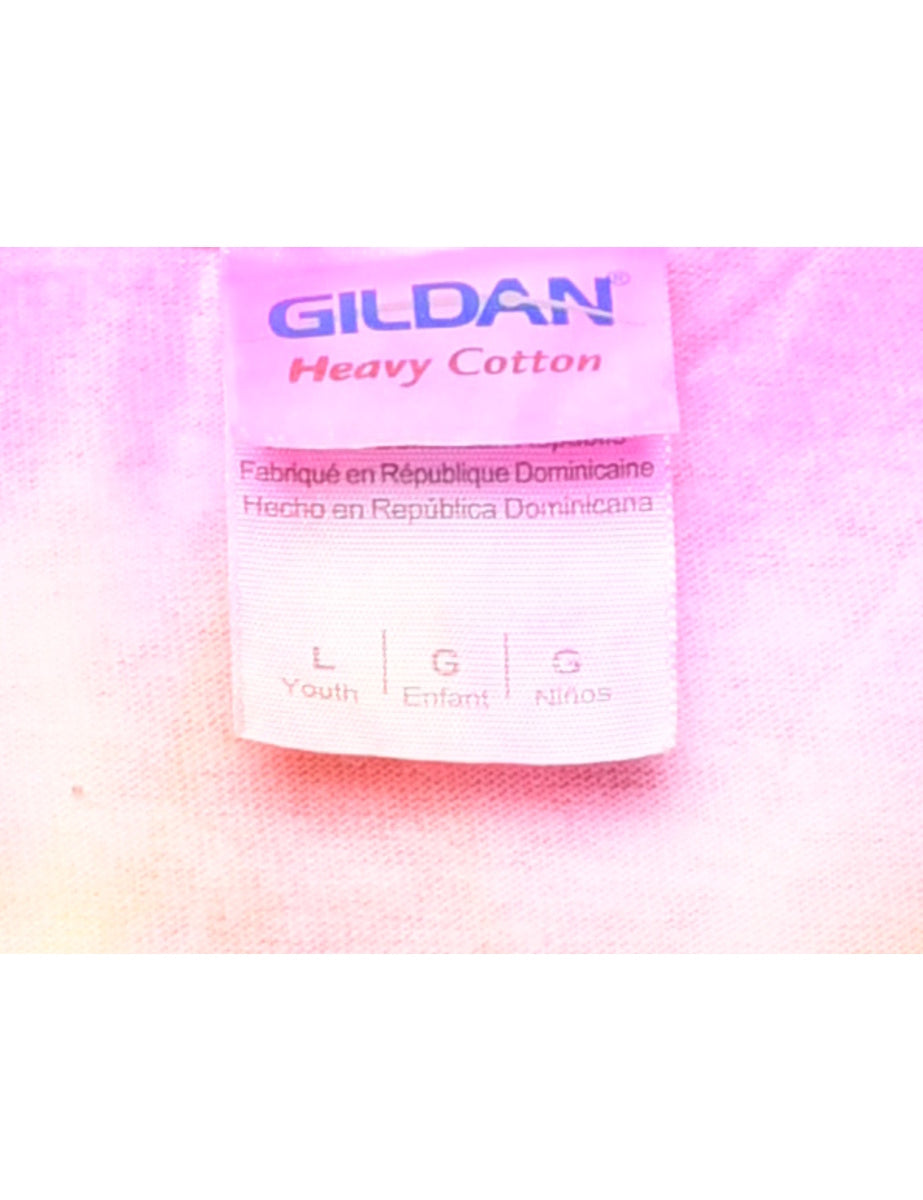 GILDAN®
Heavy Cotton
Fabriqué en République Dominicaine
Hecho en República Dominicana
L | G | G
Youth | Enfant | Niños